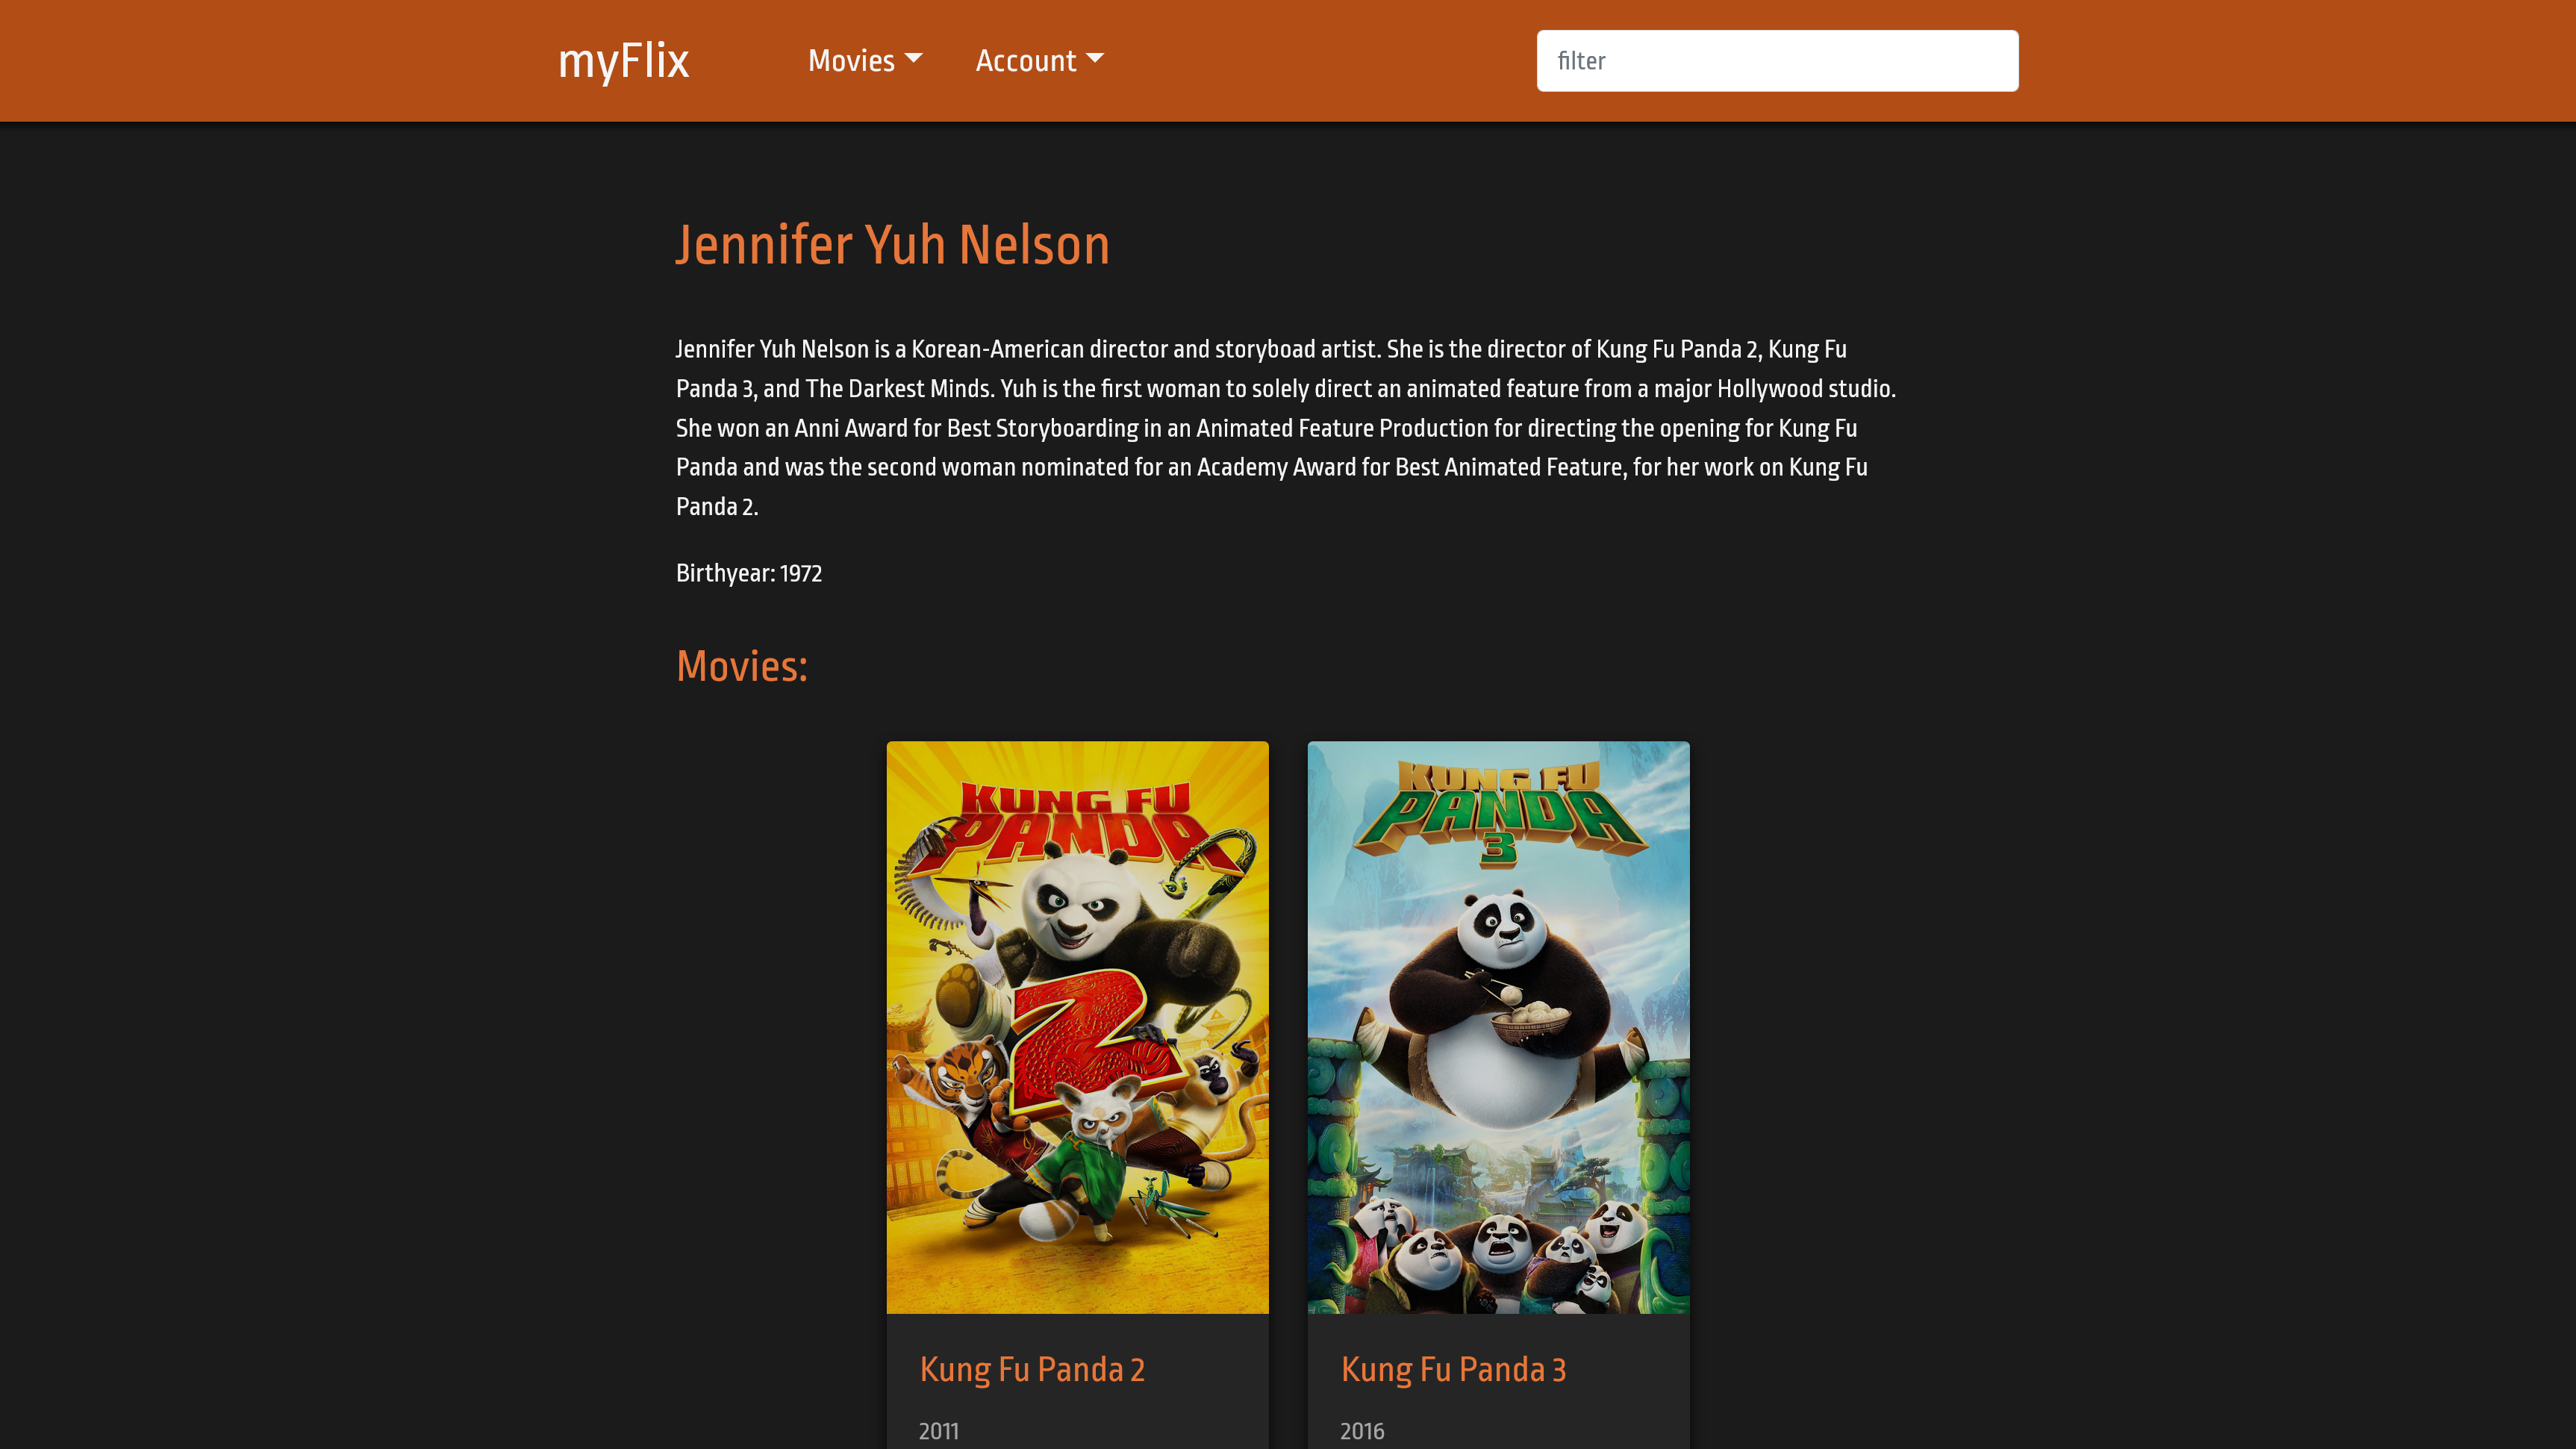 myFlix
Movies
Account
filter
Jennifer Yuh Nelson
Jennifer Yuh Nelson is a Korean-American director and storyboad artist. She is the director of Kung Fu Panda 2, Kung Fu
Panda 3, and The Darkest Minds. Yuh is the first woman to solely direct an animated feature from a major Hollywood studio.
She won an Anni Award for Best Storyboarding in an Animated Feature Production for directing the opening for Kung Fu
Panda and was the second woman nominated for an Academy Award for Best Animated Feature, for her work on Kung Fu
Panda 2.
Birthyear: 1972
Movies:
KUNG FU
PANDA
2
KUNG FU
PANDA
3
Kung Fu Panda 2
2011
Kung Fu Panda 3
2016